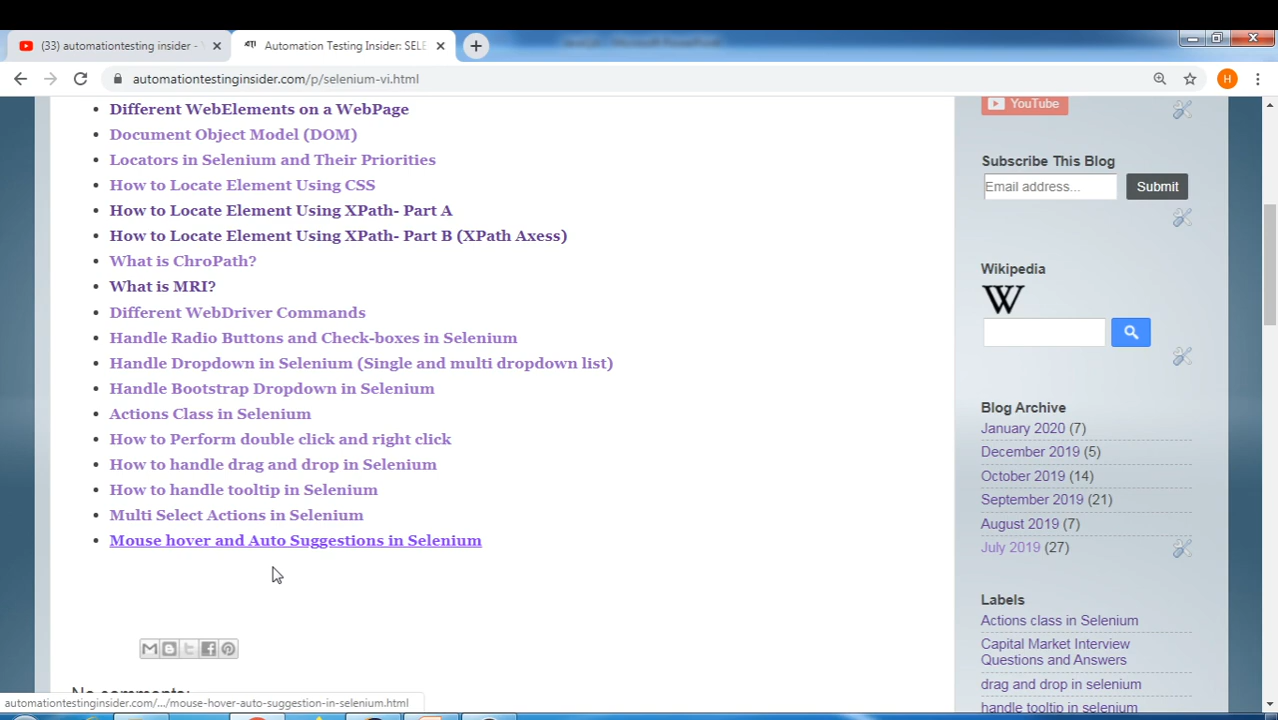 (33) automationtesting insider -
Automation Testing Insider: SELE
automationtestinginsider.com/p/selenium-vi.html
H
Different WebElements on a WebPage
Document Object Model (DOM)
Locators in Selenium and Their Priorities
How to Locate Element Using CSS
How to Locate Element Using XPath- Part A
How to Locate Element Using XPath- Part B (XPath Axess)
What is ChroPath?
What is MRI?
Different WebDriver Commands
Handle Radio Buttons and Check-boxes in Selenium
Handle Dropdown in Selenium (Single and multi dropdown list)
Handle Bootstrap Dropdown in Selenium
Actions Class in Selenium
How to Perform double click and right click
How to handle drag and drop in Selenium
How to handle tooltip in Selenium
Multi Select Actions in Selenium
Mouse hover and Auto Suggestions in Selenium
No comments:
automationtestinginsider.com/.../mouse-hover-auto-suggestion-in-selenium.html
YouTube
Subscribe This Blog
Email address...
Submit
Wikipedia
W
Blog Archive
January 2020 (7)
December 2019 (5)
October 2019 (14)
September 2019 (21)
August 2019 (7)
July 2019 (27)
Labels
Actions class in Selenium
Capital Market Interview
Questions and Answers
drag and drop in selenium
handle tooltip in selenium